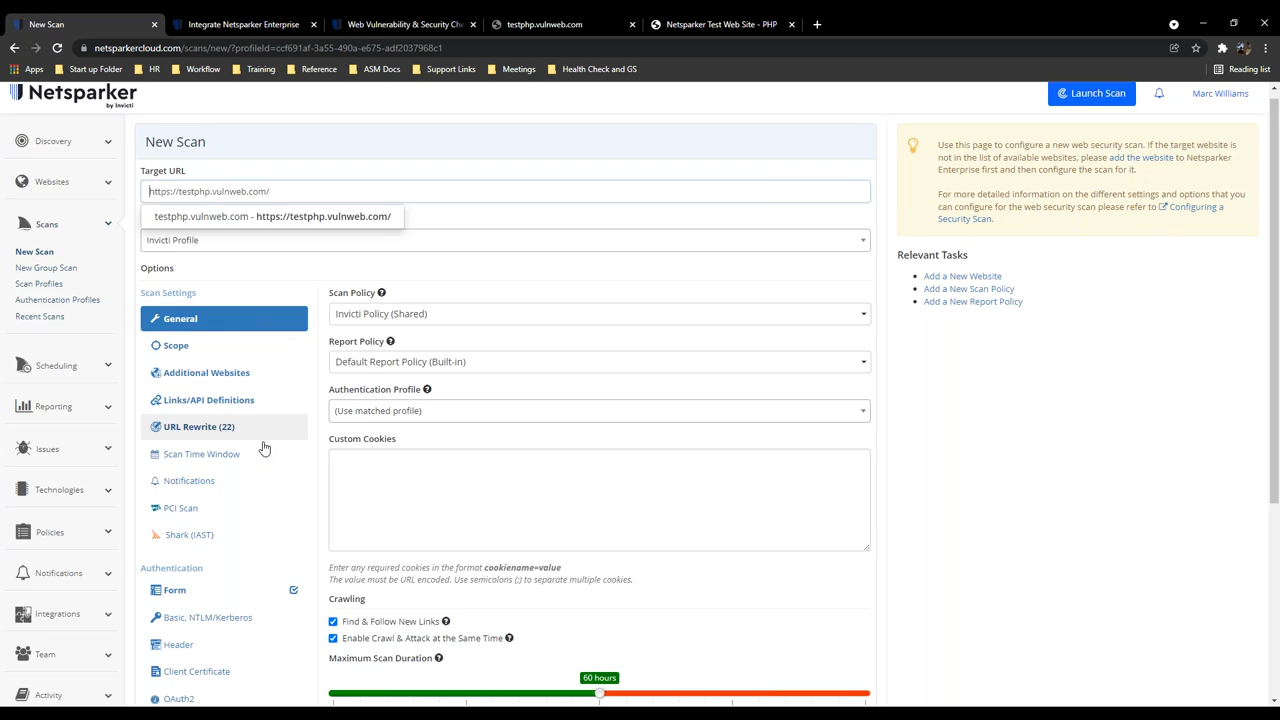 New Scan
Integrate Netsparker Enterprise
Web Vulnerability & Security Ch
testphp.vulnweb.com
Netsparker Test Web Site - PHP
netsparkercloud.com/scans/new/?profileId=ccf691af-3a55-490a-e675-adf2037968c1
Apps
Start up Folder
HR
Workflow
Training
Reference
ASM Docs
Support Links
Meetings
Health Check and GS
Reading list
Netsparker
by Invicti
Launch Scan
Marc Williams
Discovery
Websites
Scans
New Scan
New Group Scan
Scan Profiles
Authentication Profiles
Recent Scans
Scheduling
Reporting
Issues
Technologies
Policies
Notifications
Integrations
Team
Activity
New Scan
Target URL
https://testphp.vulnweb.com/
testphp.vulnweb.com - https://testphp.vulnweb.com/
Invicti Profile
Options
Scan Settings
General
Scope
Additional Websites
Links/API Definitions
URL Rewrite (22)
Scan Time Window
Notifications
PCI Scan
Shark (IAST)
Authentication
Form
Basic, NTLM/Kerberos
Header
Client Certificate
OAuth2
Scan Policy
Invicti Policy (Shared)
Report Policy
Default Report Policy (Built-in)
Authentication Profile
(Use matched profile)
Custom Cookies
Enter any required cookies in the format cookiename=value
The value must be URL encoded. Use semicolons (;) to separate multiple cookies.
Crawling
Find & Follow New Links
Enable Crawl & Attack at the Same Time
Maximum Scan Duration
60 hours
Use this page to configure a new web security scan. If the target website is
not in the list of available websites, please add the website to Netsparker
Enterprise first and then configure the scan for it.
For more detailed information on the different settings and options that you
can configure for the web security scan please refer to Configuring a
Security Scan.
Relevant Tasks
Add a New Website
Add a New Scan Policy
Add a New Report Policy